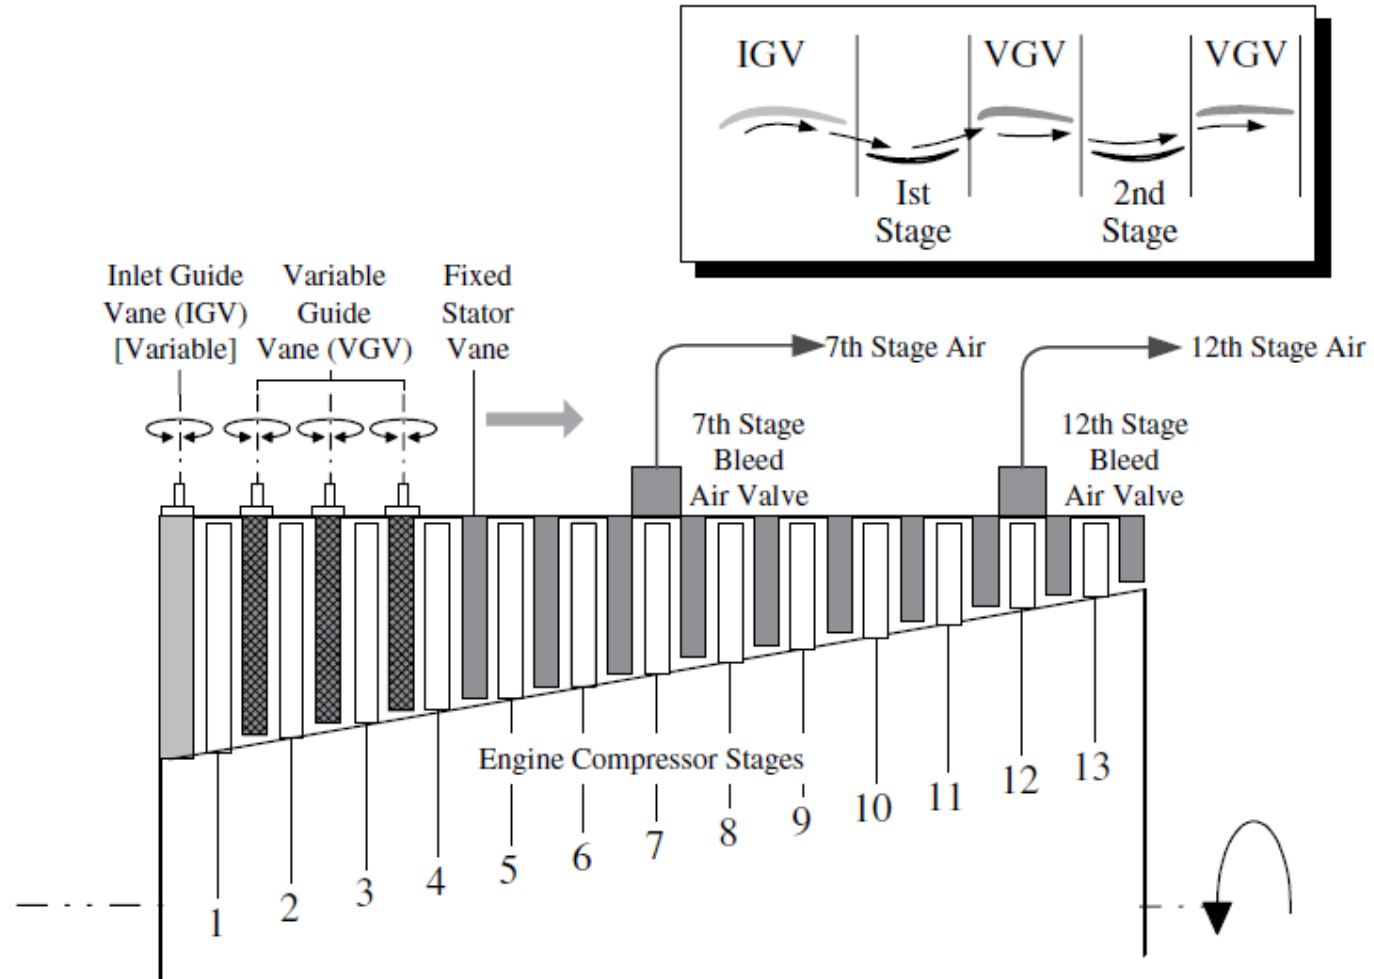 IGV
VGV
VGV
Ist
Stage
2nd
Stage
Inlet Guide
Vane (IGV)
[Variable]
Variable
Guide
Vane (VGV)
Fixed
Stator
Vane
7th Stage Air
12th Stage Air
7th Stage
Bleed
Air Valve
12th Stage
Bleed
Air Valve
Engine Compressor Stages
1
2
3
4
5
6
7
8
9
10
11
12
13